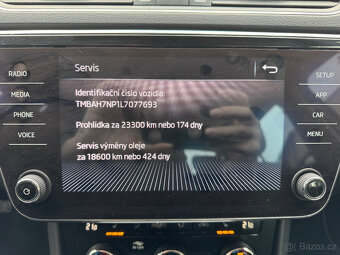 Servis
RADIO
SETUP
Identifikační číslo vozidla:
MEDIA
APP
TMBAH7NP1L7077693
PHONE
CAR
Prohlídka za 23300 km nebo 174 dny
VOICE
MENU
Servis výměny oleje
za 18600 km nebo 424 dny
bazos.cz